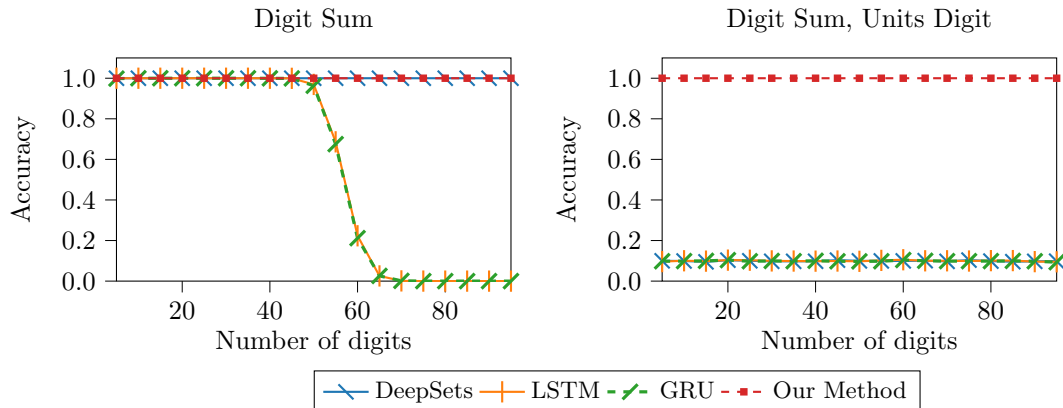 Digit Sum
1.0
0.8
0.6
0.4
0.2
0.0
Accuracy
20 40 60 80
Number of digits
Digit Sum, Units Digit
1.0
0.8
0.6
0.4
0.2
0.0
Accuracy
20 40 60 80
Number of digits
DeepSets LSTM GRU Our Method